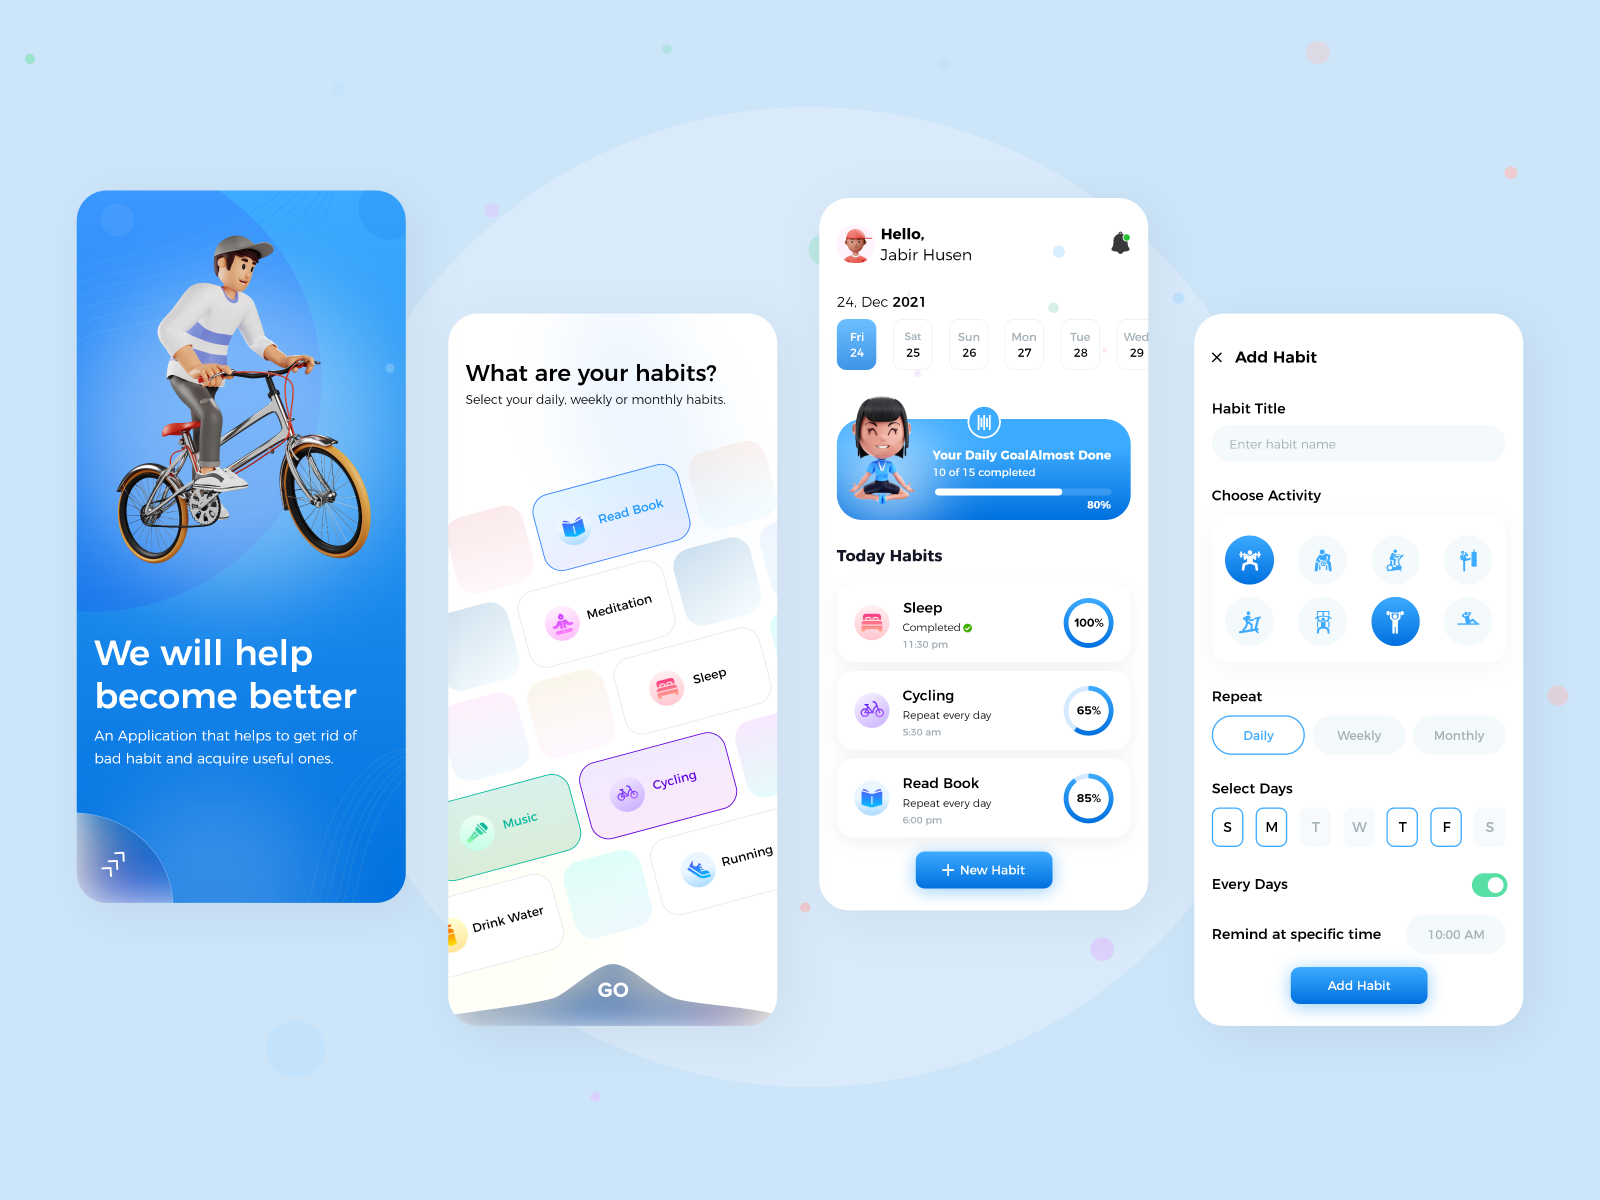 We will help
become better
An Application that helps to get rid of
bad habit and acquire useful ones.
What are your habits?
Select your daily, weekly or monthly habits.
Read Book
Meditation
Sleep
Cycling
Music
Running
Drink Water
GO
Hello,
Jabir Husen
24, Dec 2021
Fri Sat Sun Mon Tue Wed
24 25 26 27 28 29
Your Daily GoalAlmost Done
10 of 15 completed
80%
Today Habits
Sleep
Completed
11:30 pm
100%
Cycling
Repeat every day
5:30 am
65%
Read Book
Repeat every day
6:00 pm
85%
New Habit
Add Habit
Habit Title
Enter habit name
Choose Activity
Repeat
Daily Weekly Monthly
Select Days
S M T W T F S
Every Days
Remind at specific time 10:00 AM
Add Habit